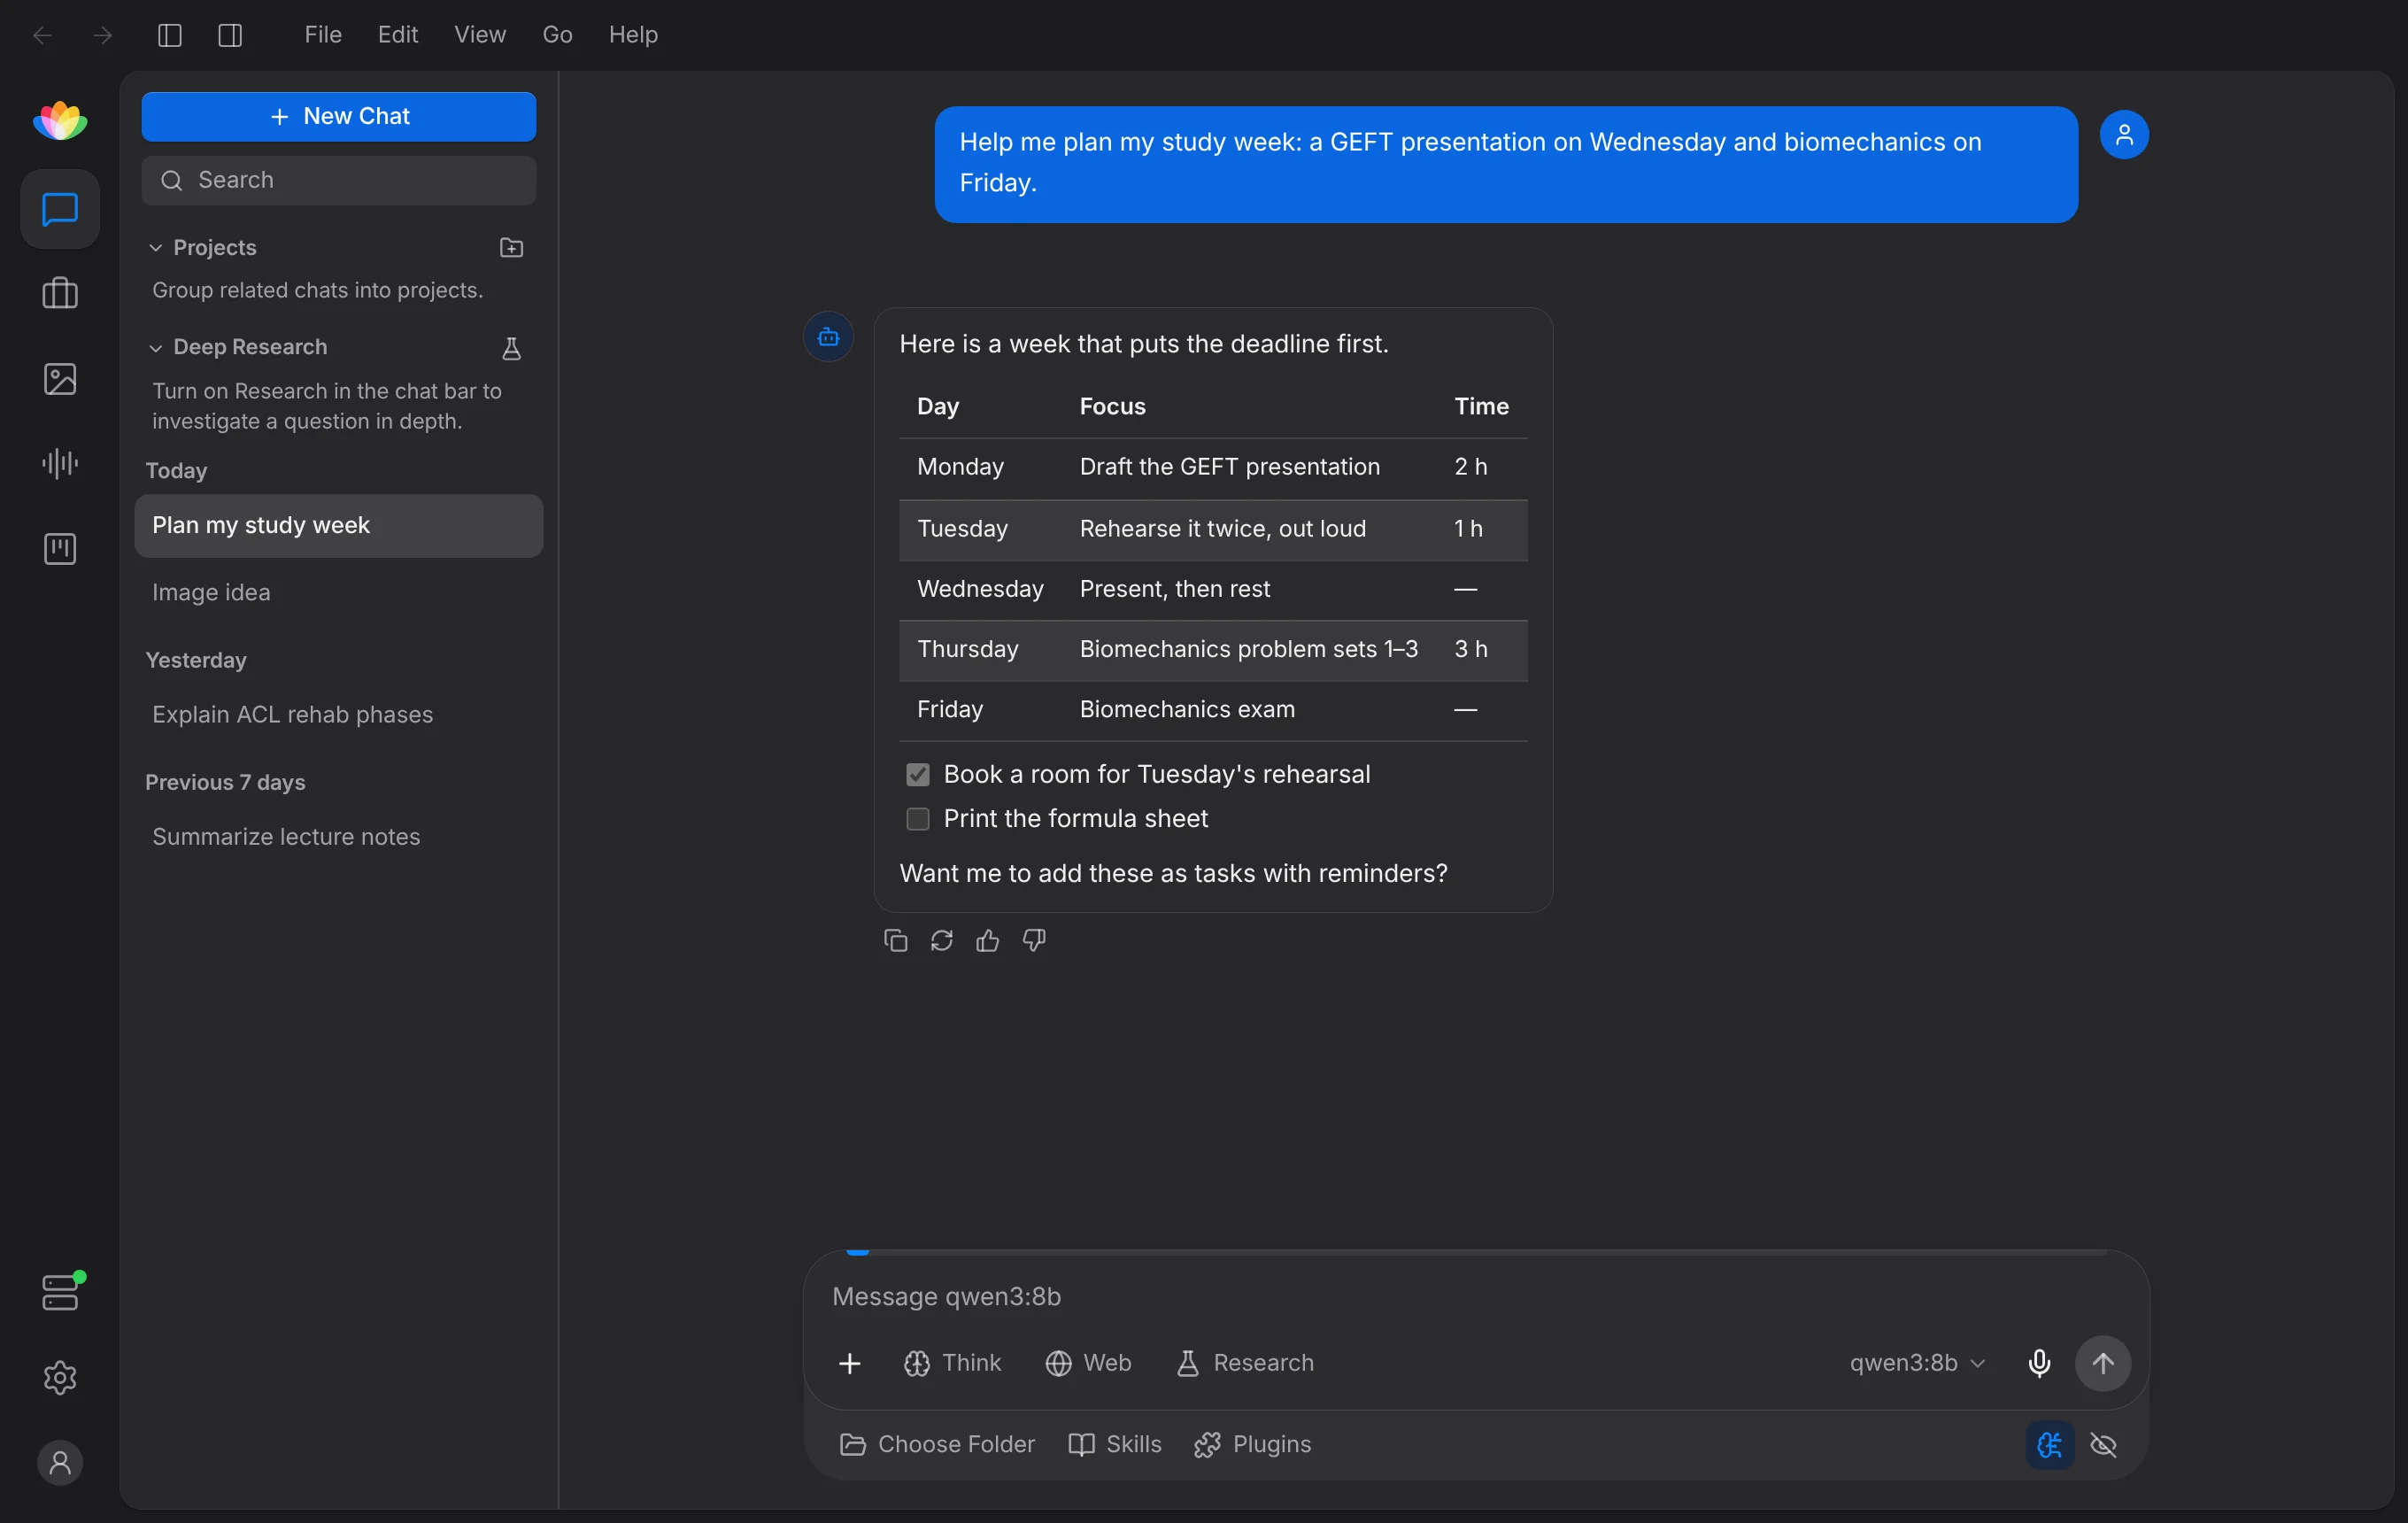 File Edit View Go Help
+ New Chat
Search
Projects
Group related chats into projects.
Deep Research
Turn on Research in the chat bar to
investigate a question in depth.
Today
Plan my study week
Image idea
Yesterday
Explain ACL rehab phases
Previous 7 days
Summarize lecture notes
Help me plan my study week: a GEFT presentation on Wednesday and biomechanics on
Friday.
Here is a week that puts the deadline first.
Day Focus Time
Monday Draft the GEFT presentation 2 h
Tuesday Rehearse it twice, out loud 1 h
Wednesday Present, then rest —
Thursday Biomechanics problem sets 1–3 3 h
Friday Biomechanics exam —
Book a room for Tuesday's rehearsal
Print the formula sheet
Want me to add these as tasks with reminders?
Message qwen3:8b
Think Web Research qwen3:8b
Choose Folder Skills Plugins